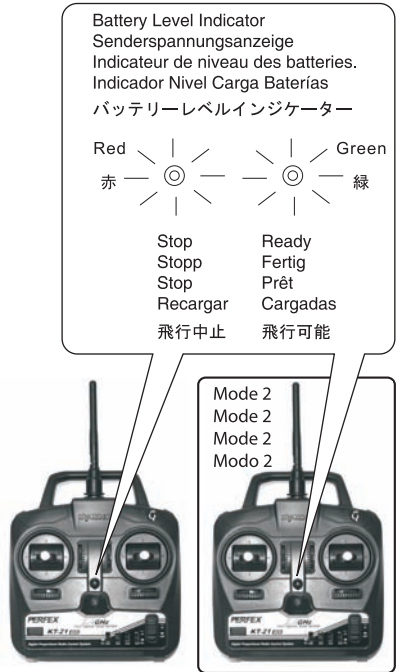 Battery Level Indicator
Senderspannungsanzeige
Indicateur de niveau des batteries.
Indicador Nivel Carga Baterías
バッテリーレベルインジケーター
Red
Green
赤
緑
Stop
Ready
Stopp
Fertig
Stop
Prêt
Recargar
Cargadas
飛行中止
飛行可能
Mode 2
Mode 2
Mode 2
Modo 2
PERFEX
GHz
KT-21
PERFEX
GHz
KT-21